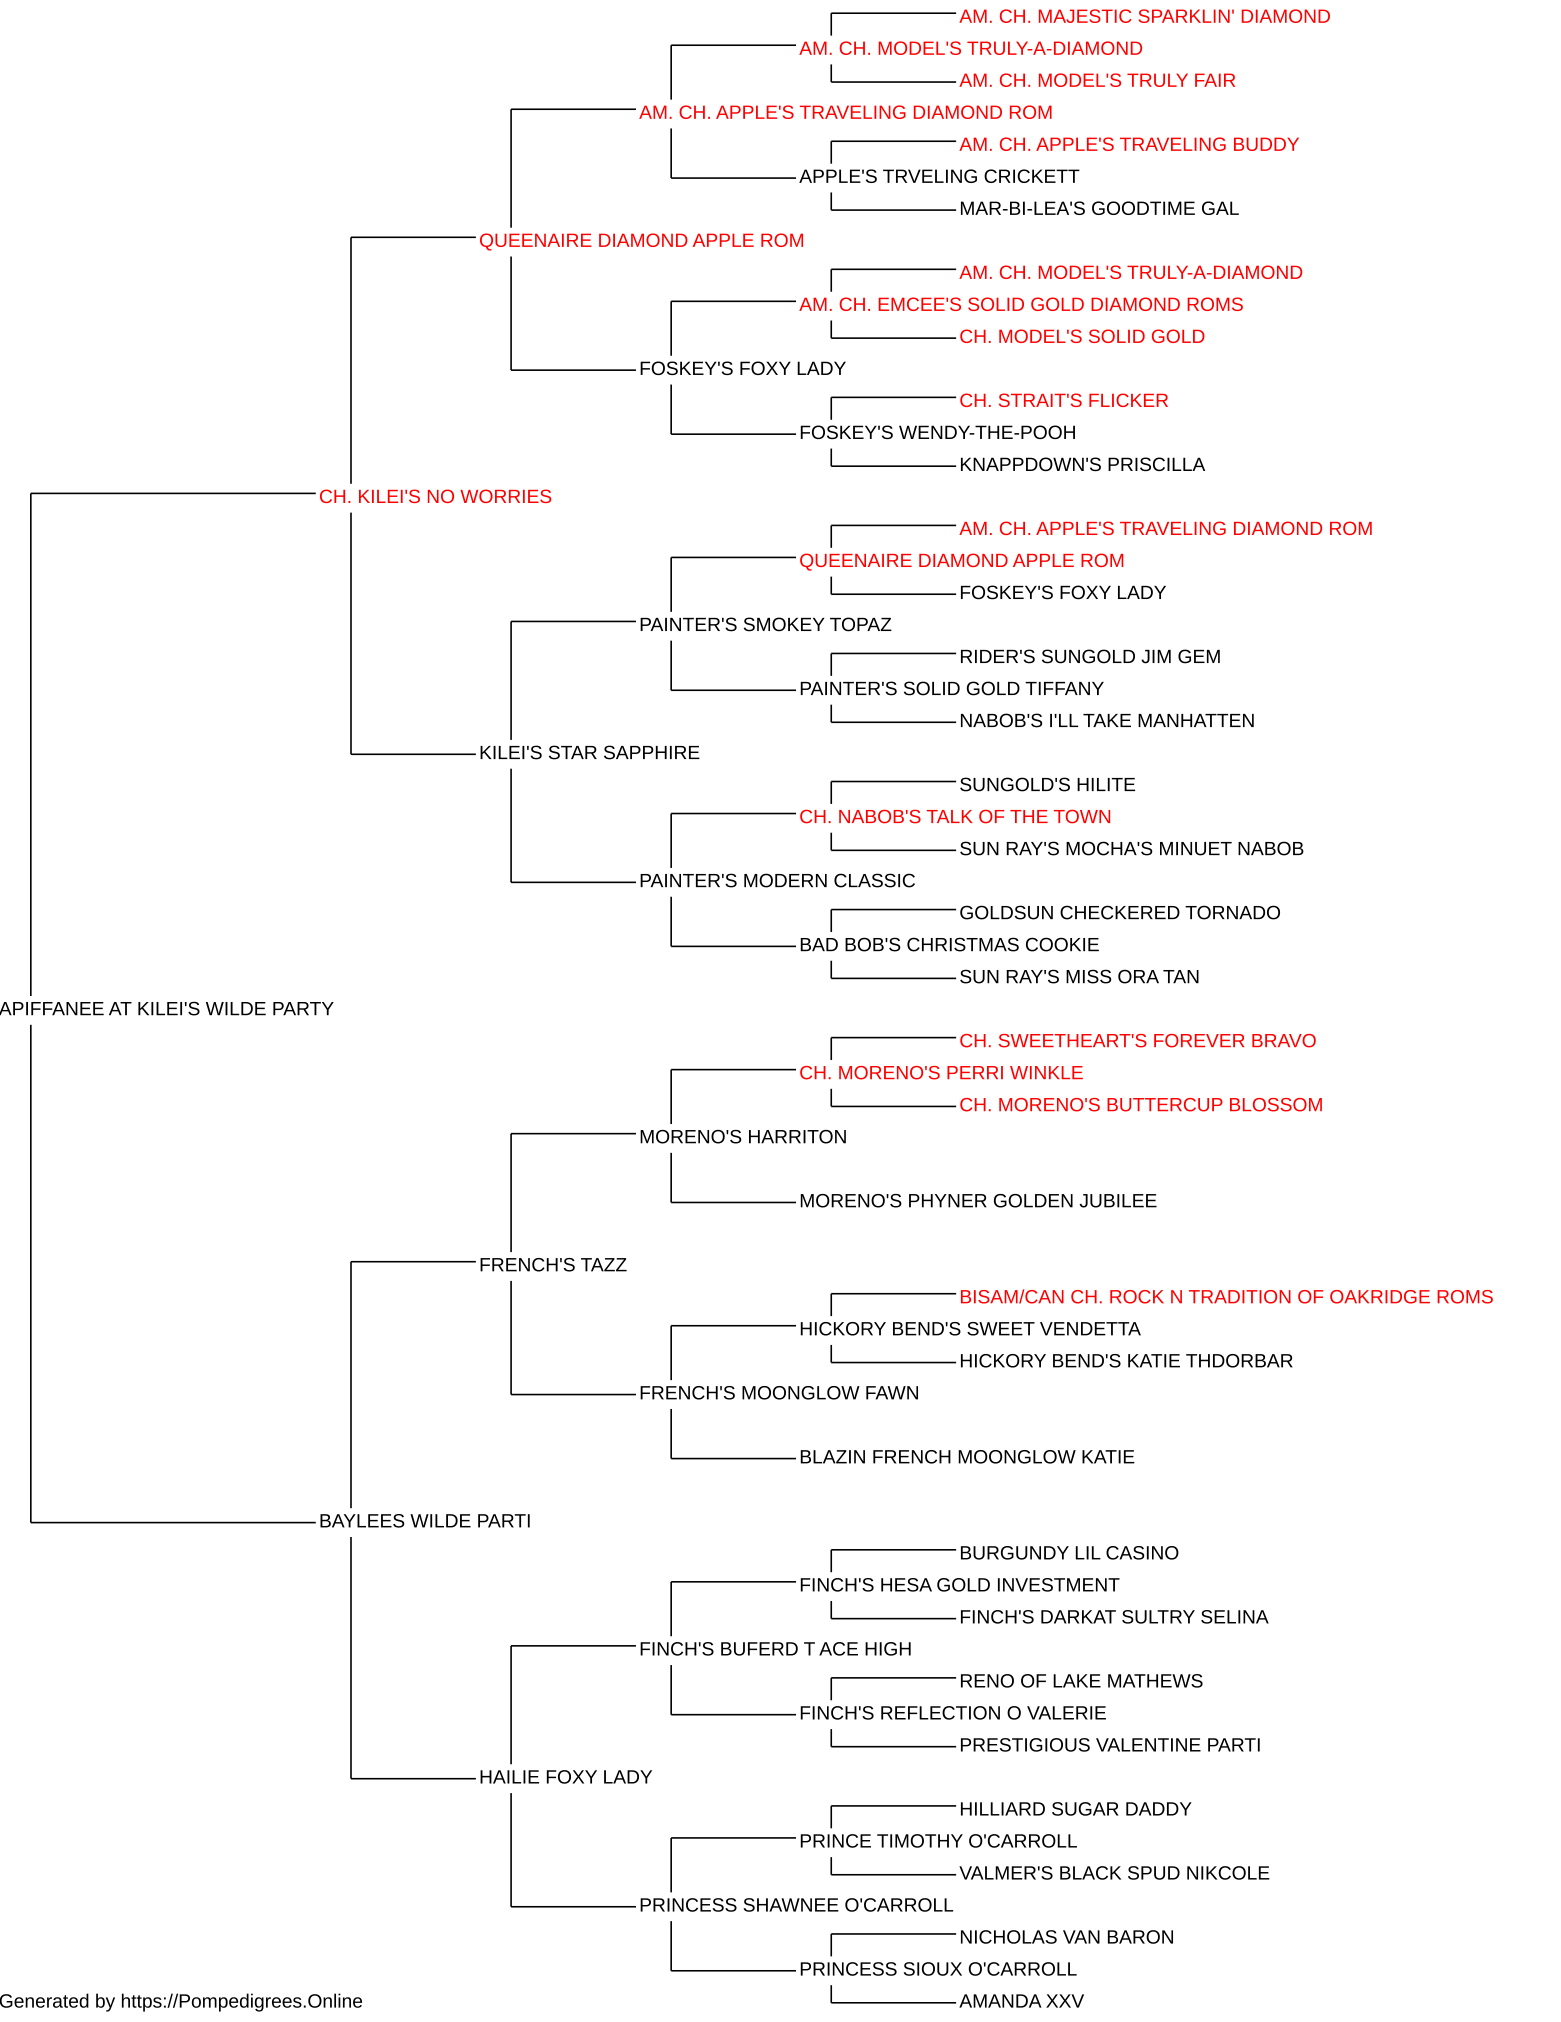 AM. CH. MAJESTIC SPARKLIN' DIAMOND
AM. CH. MODEL'S TRULY-A-DIAMOND
AM. CH. MODEL'S TRULY FAIR
AM. CH. APPLE'S TRAVELING DIAMOND ROM
AM. CH. APPLE'S TRAVELING BUDDY
APPLE'S TRVELING CRICKETT
MAR-BI-LEA'S GOODTIME GAL
QUEENAIRE DIAMOND APPLE ROM
AM. CH. MODEL'S TRULY-A-DIAMOND
AM. CH. EMCEE'S SOLID GOLD DIAMOND ROMS
CH. MODEL'S SOLID GOLD
FOSKEY'S FOXY LADY
CH. STRAIT'S FLICKER
FOSKEY'S WENDY-THE-POOH
KNAPPDOWN'S PRISCILLA
CH. KILEI'S NO WORRIES
AM. CH. APPLE'S TRAVELING DIAMOND ROM
QUEENAIRE DIAMOND APPLE ROM
FOSKEY'S FOXY LADY
PAINTER'S SMOKEY TOPAZ
RIDER'S SUNGOLD JIM GEM
PAINTER'S SOLID GOLD TIFFANY
NABOB'S I'LL TAKE MANHATTEN
KILEI'S STAR SAPPHIRE
SUNGOLD'S HILITE
CH. NABOB'S TALK OF THE TOWN
SUN RAY'S MOCHA'S MINUET NABOB
PAINTER'S MODERN CLASSIC
GOLDSUN CHECKERED TORNADO
BAD BOB'S CHRISTMAS COOKIE
SUN RAY'S MISS ORA TAN
APIFFANEE AT KILEI'S WILDE PARTY
CH. SWEETHEART'S FOREVER BRAVO
CH. MORENO'S PERRI WINKLE
CH. MORENO'S BUTTERCUP BLOSSOM
MORENO'S HARRITON
MORENO'S PHYNER GOLDEN JUBILEE
FRENCH'S TAZZ
BISAM/CAN CH. ROCK N TRADITION OF OAKRIDGE ROMS
HICKORY BEND'S SWEET VENDETTA
HICKORY BEND'S KATIE THDORBAR
FRENCH'S MOONGLOW FAWN
BLAZIN FRENCH MOONGLOW KATIE
BAYLEES WILDE PARTI
BURGUNDY LIL CASINO
FINCH'S HESA GOLD INVESTMENT
FINCH'S DARKAT SULTRY SELINA
FINCH'S BUFERD T ACE HIGH
RENO OF LAKE MATHEWS
FINCH'S REFLECTION O VALERIE
PRESTIGIOUS VALENTINE PARTI
HAILIE FOXY LADY
HILLIARD SUGAR DADDY
PRINCE TIMOTHY O'CARROLL
VALMER'S BLACK SPUD NIKCOLE
PRINCESS SHAWNEE O'CARROLL
NICHOLAS VAN BARON
PRINCESS SIOUX O'CARROLL
AMANDA XXV
Generated by https://Pompedigrees.Online